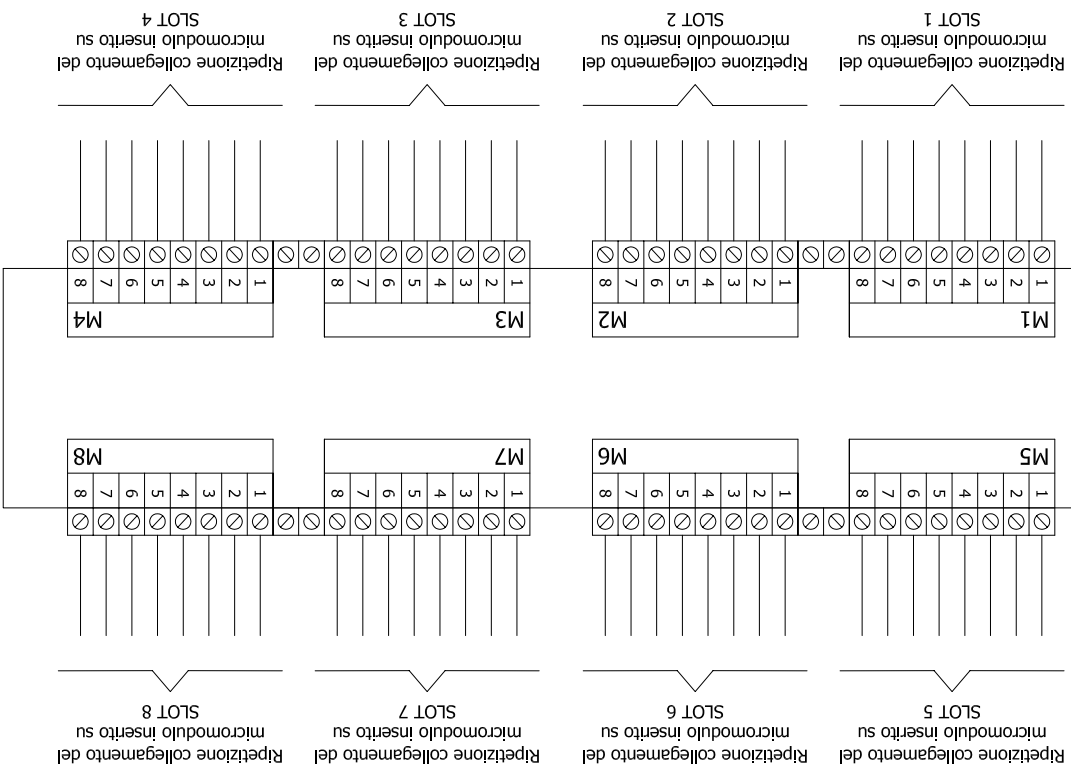 Ripetizione collegamento del
micromodulo inserito su
SLOT 5
Ripetizione collegamento del
micromodulo inserito su
SLOT 6
Ripetizione collegamento del
micromodulo inserito su
SLOT 7
Ripetizione collegamento del
micromodulo inserito su
SLOT 8
1 2 3 4 5 6 7 8
1 2 3 4 5 6 7 8
1 2 3 4 5 6 7 8
1 2 3 4 5 6 7 8
M5
M6
M7
M8
M1
M2
M3
M4
1 2 3 4 5 6 7 8
1 2 3 4 5 6 7 8
1 2 3 4 5 6 7 8
1 2 3 4 5 6 7 8
Ripetizione collegamento del
micromodulo inserito su
SLOT 1
Ripetizione collegamento del
micromodulo inserito su
SLOT 2
Ripetizione collegamento del
micromodulo inserito su
SLOT 3
Ripetizione collegamento del
micromodulo inserito su
SLOT 4